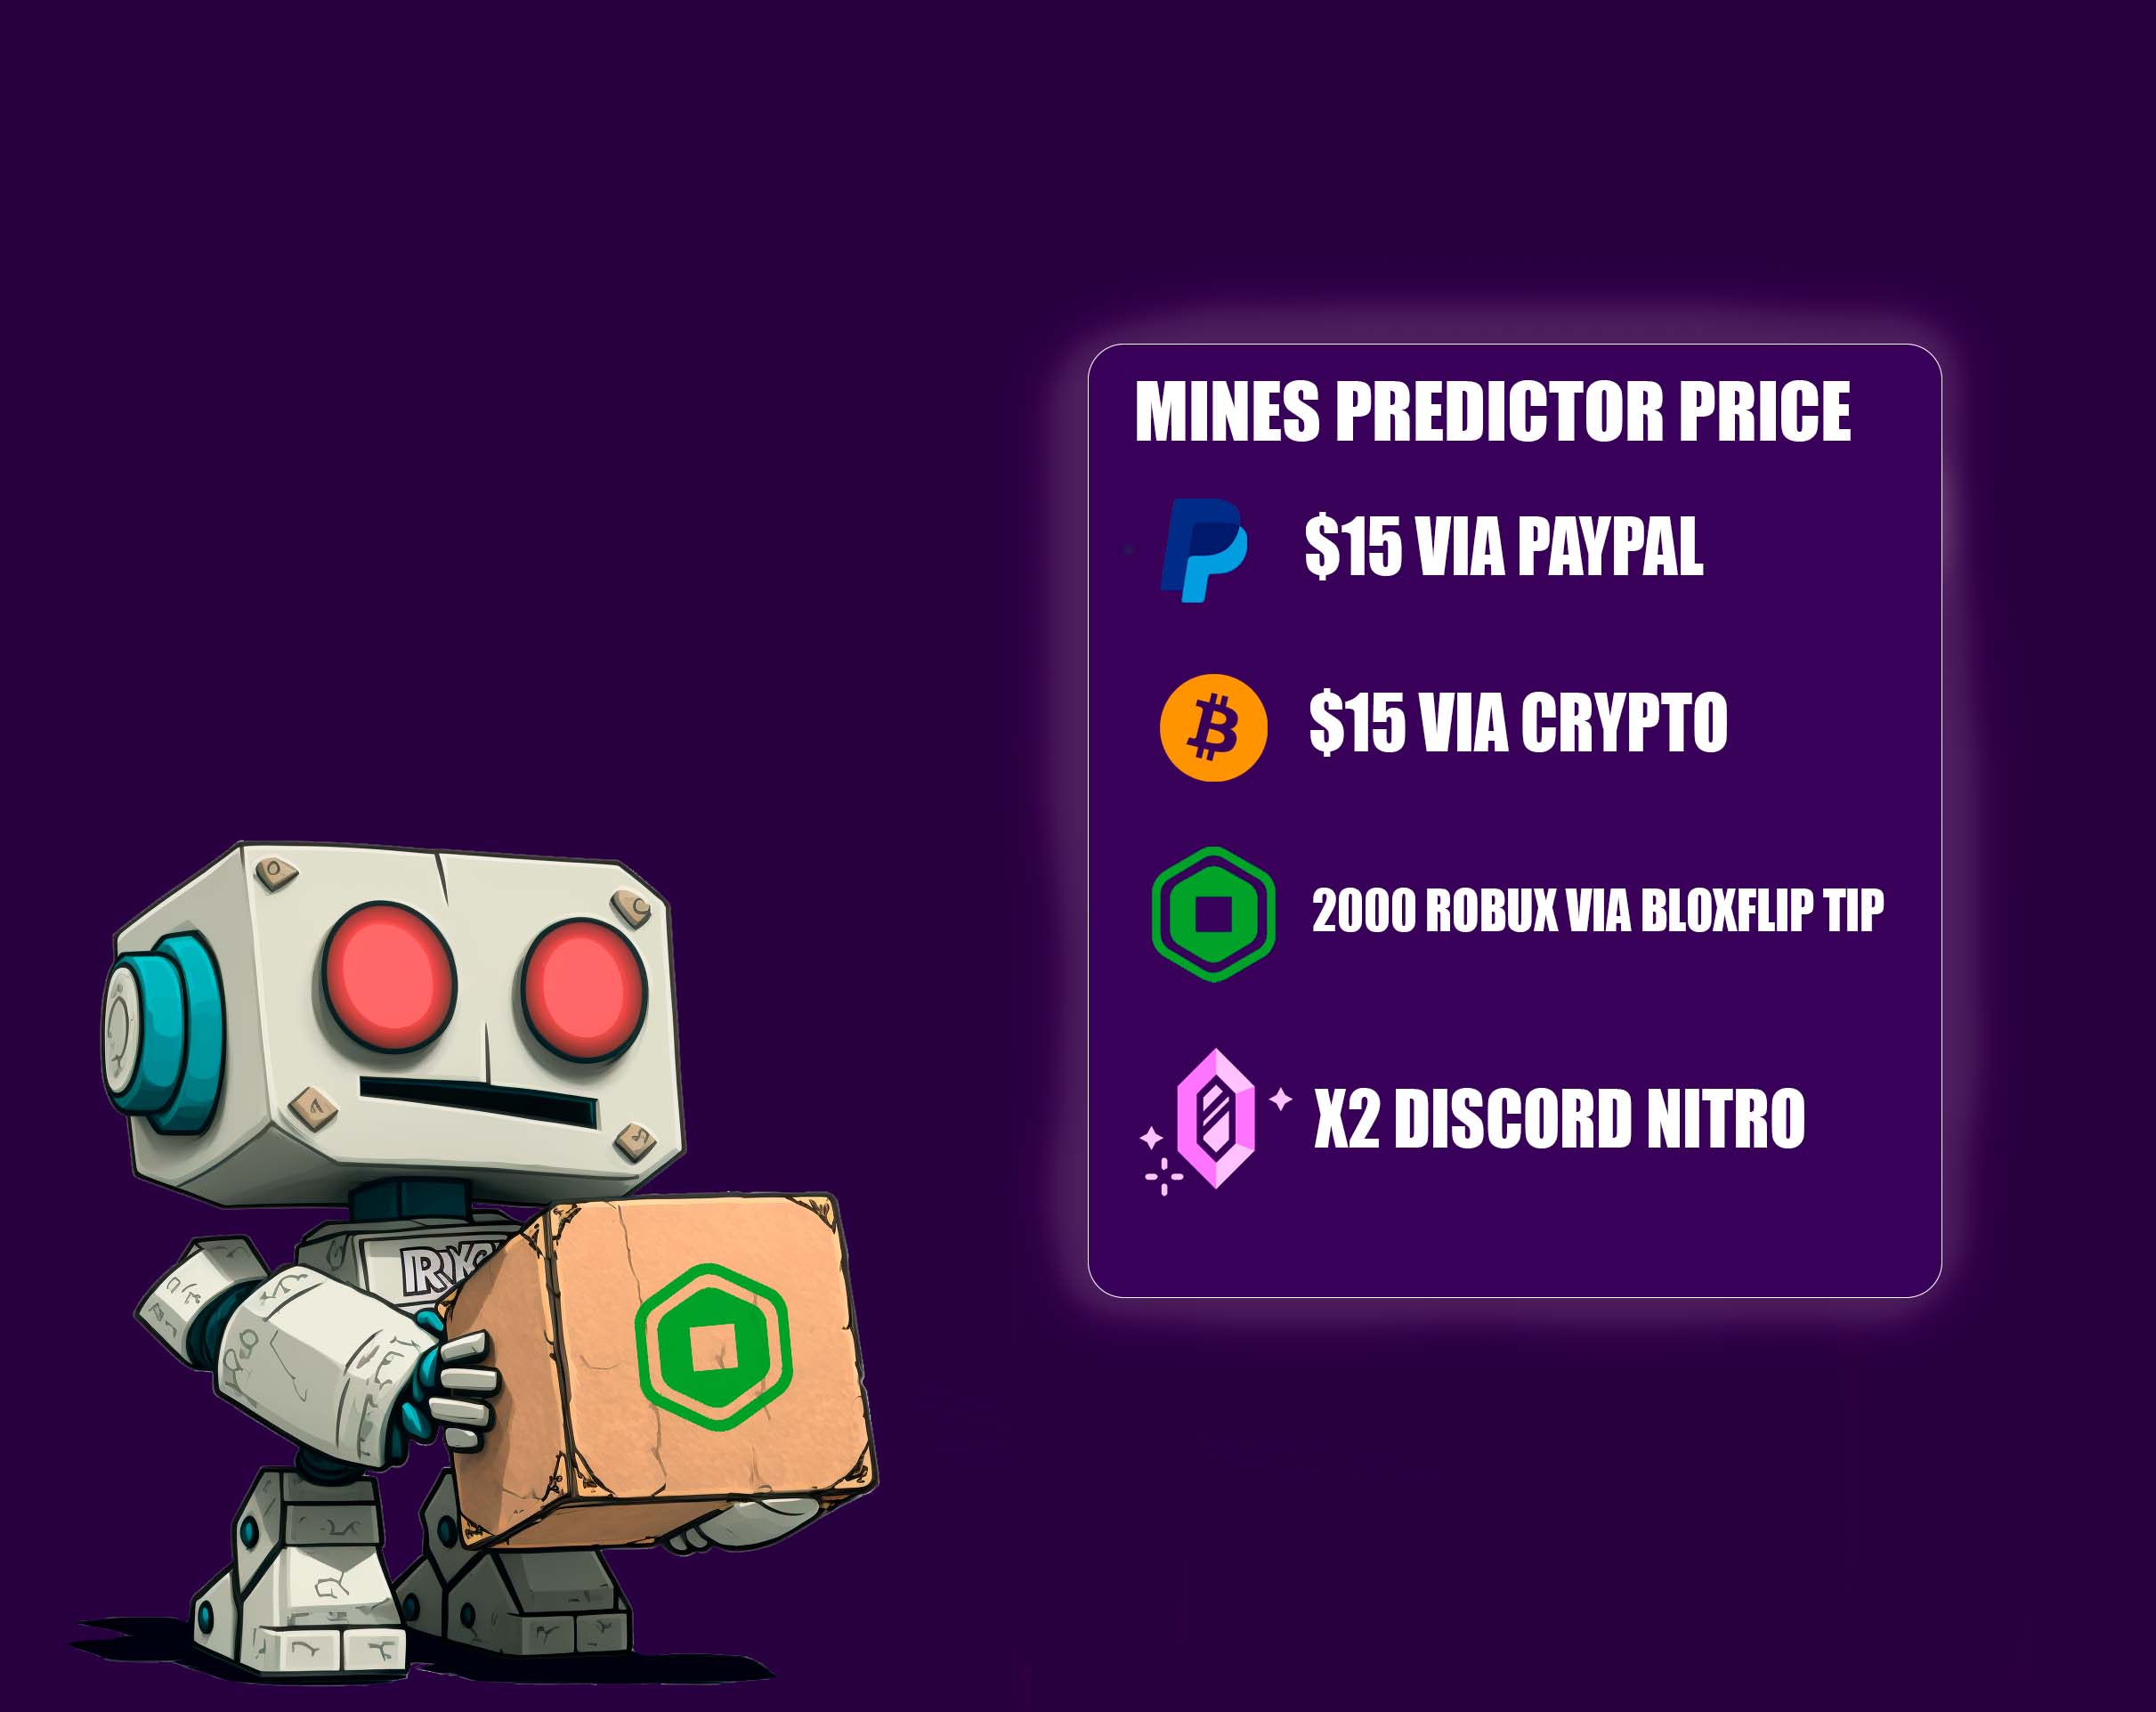 MINES PREDICTOR PRICE
$15 VIA PAYPAL
$15 VIA CRYPTO
2000 ROBUX VIA BLOXFLIP TIP
X2 DISCORD NITRO